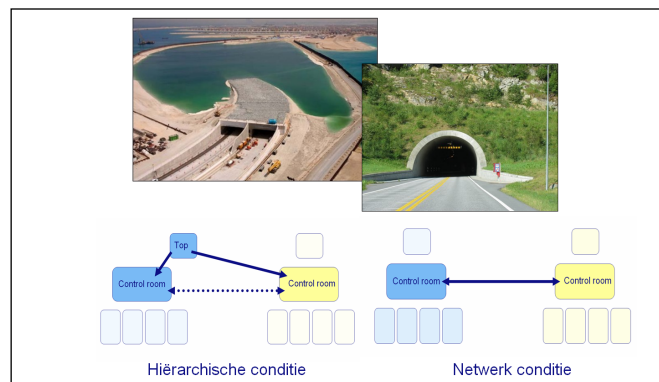 Top
Control room
Control room
Control room
Control room
Hiërarchische conditie
Netwerk conditie